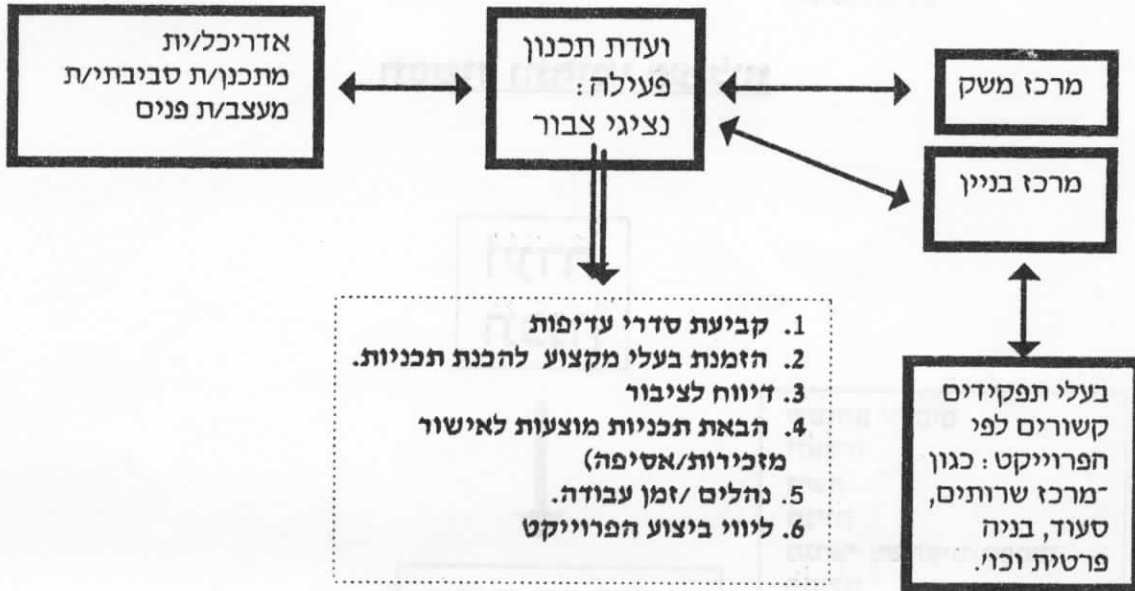 אדריכל/ית
מתכנן/ת סביבתי/ת
מעצב/ת פנים
ועדת תכנון
פעילה:
נציגי צבור
מרכז משק
מרכז בניין
1. קביעת סדרי עדיפות
2. הזמנת בעלי מקצוע להכנת תכניות.
3. דיווח לציבור
4. הבאת תכניות מוצעות לאישור
מזכירות/אסיפה)
5. נהלים /זמן עבודה.
6. ליווי ביצוע הפרוייקט
בעלי תפקידים
קשורים לפי
הפרוייקט: כגון
-מרכז שרותים,
סעוד, בניה
פרטית וכו'.